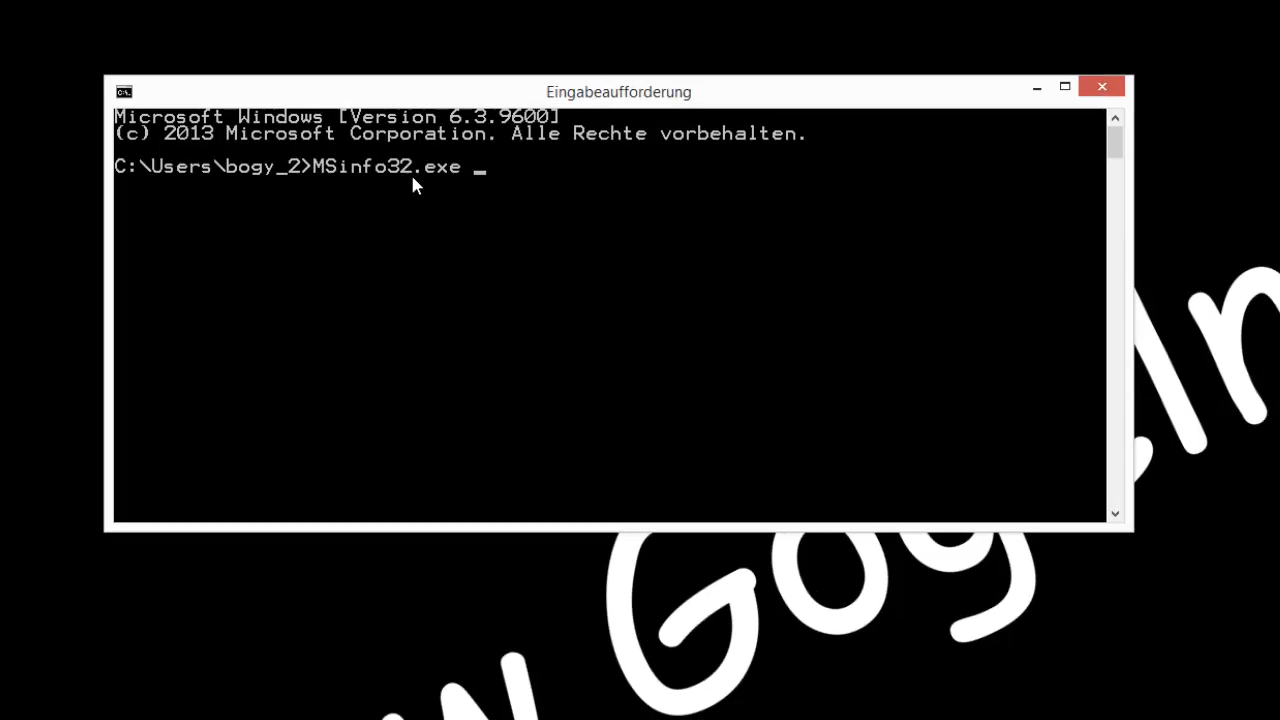 Eingabeaufforderung
Microsoft Windows [Version 6.3.9600]
(c) 2013 Microsoft Corporation. Alle Rechte vorbehalten.
C:\Users\bogy_2>MSinfo32.exe